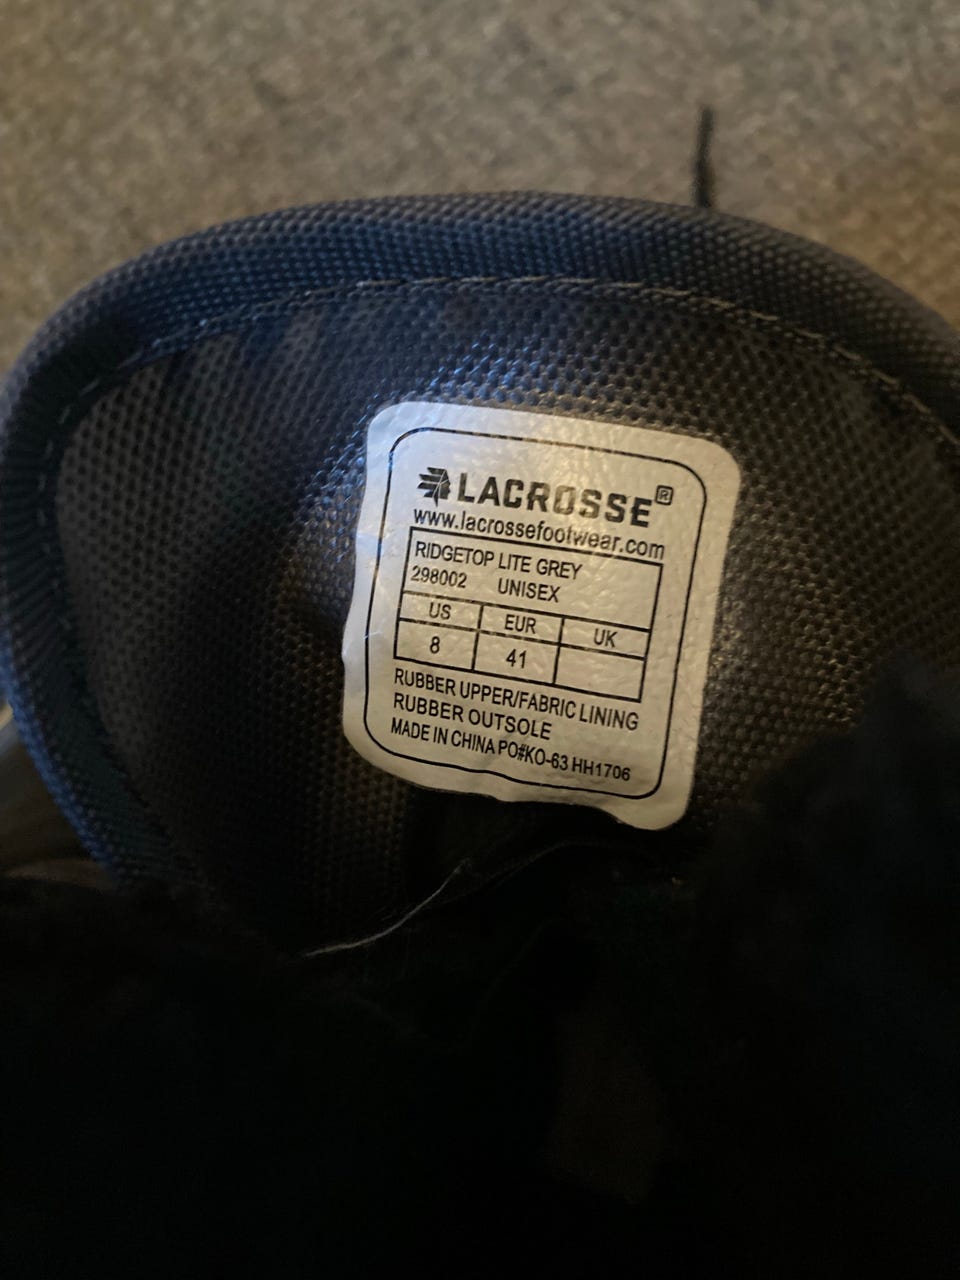 LACROSSE®
www.lacrossefootwear.com
RIDGETOP LITE GREY
298002 UNISEX
US EUR UK
8 41
RUBBER UPPER/FABRIC LINING
RUBBER OUTSOLE
MADE IN CHINA PO#KO-63 HH1706